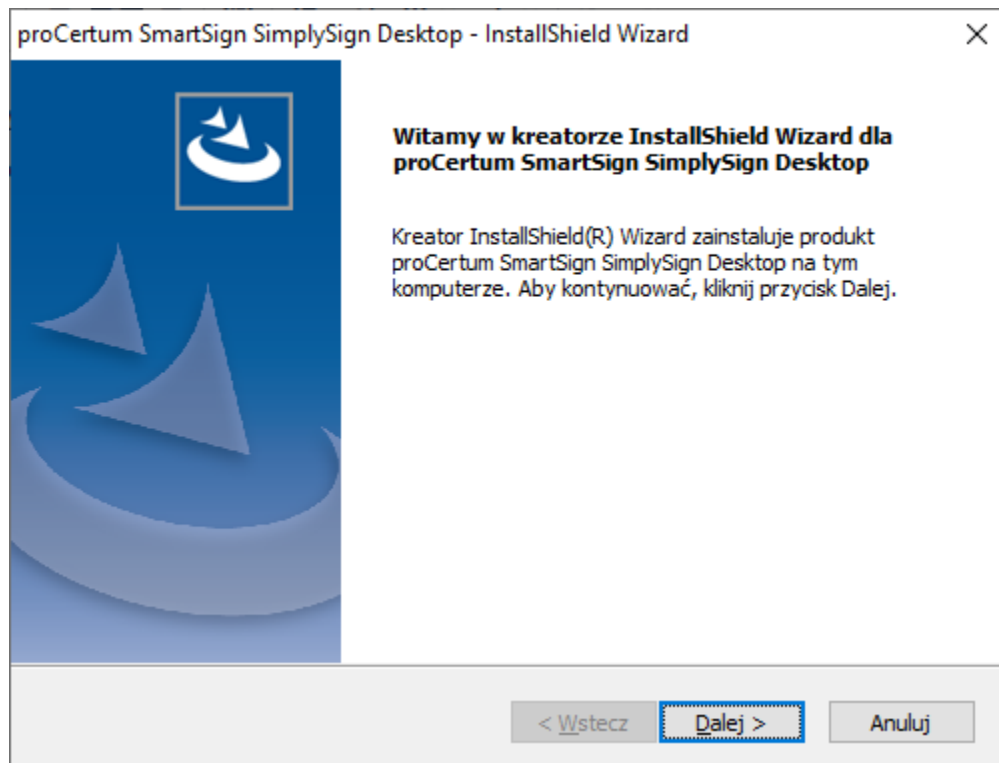 proCertum SmartSign SimplySign Desktop - InstallShield Wizard
Witamy w kreatorze InstallShield Wizard dla
proCertum SmartSign SimplySign Desktop
Kreator InstallShield(R) Wizard zainstaluje produkt
proCertum SmartSign SimplySign Desktop na tym
komputerze. Aby kontynuować, kliknij przycisk Dalej.
< Wstecz
Dalej >
Anuluj